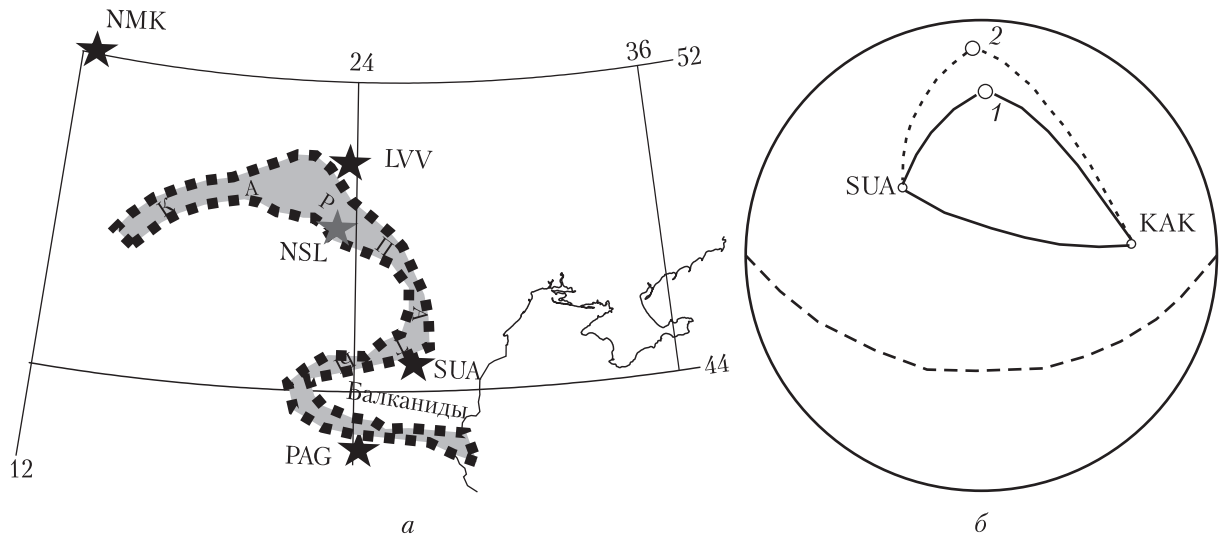 NMK
24
36
52
LVV
К А Р П А Т Ы
NSL
SUA
44
Балканиды
PAG
12
а
2
1
SUA
KAK
б